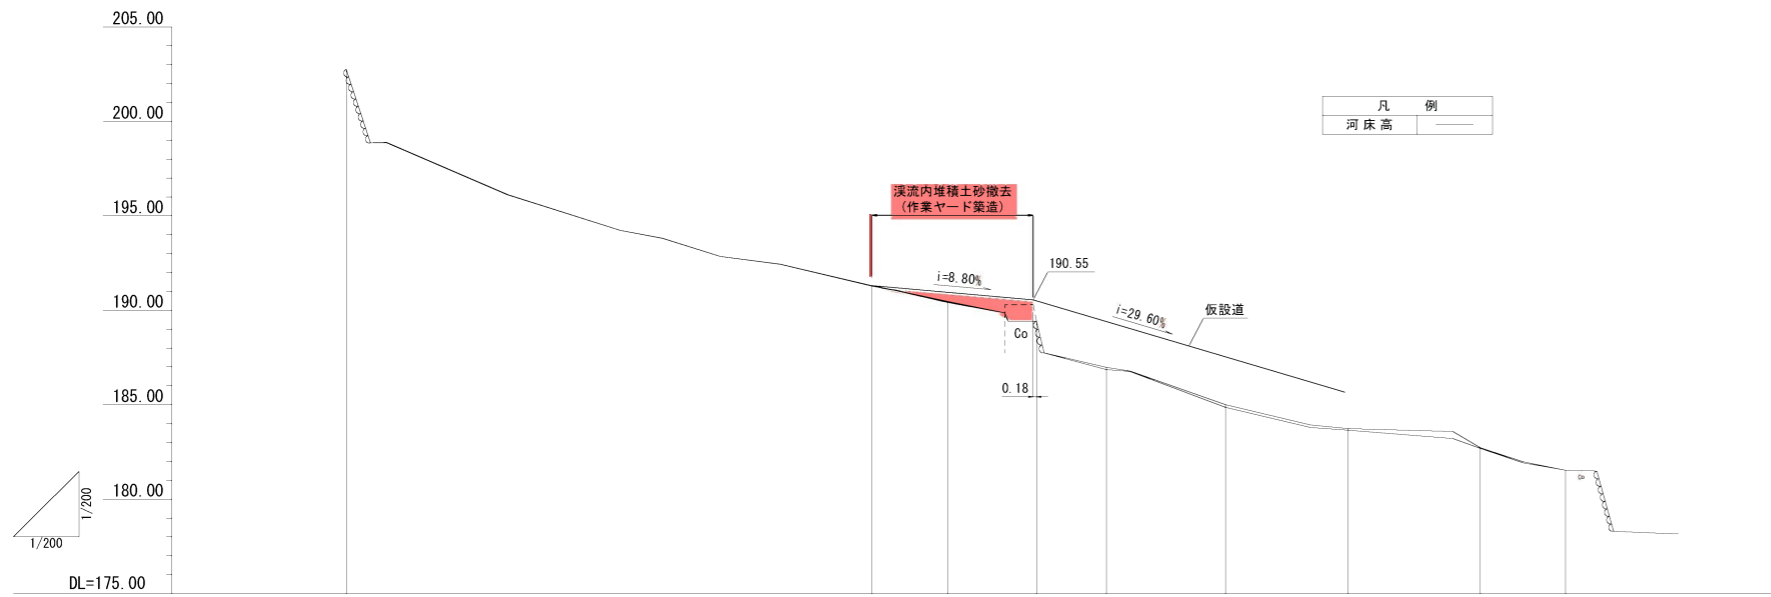 205.00
200.00
195.00
190.00
185.00
180.00
DL=175.00
1/200
1/200
凡 例
河床高
渓流内堆積土砂撤去
(作業ヤード築造)
i=8.80%
190.55
i=29.60%
仮設道
Co
0.18